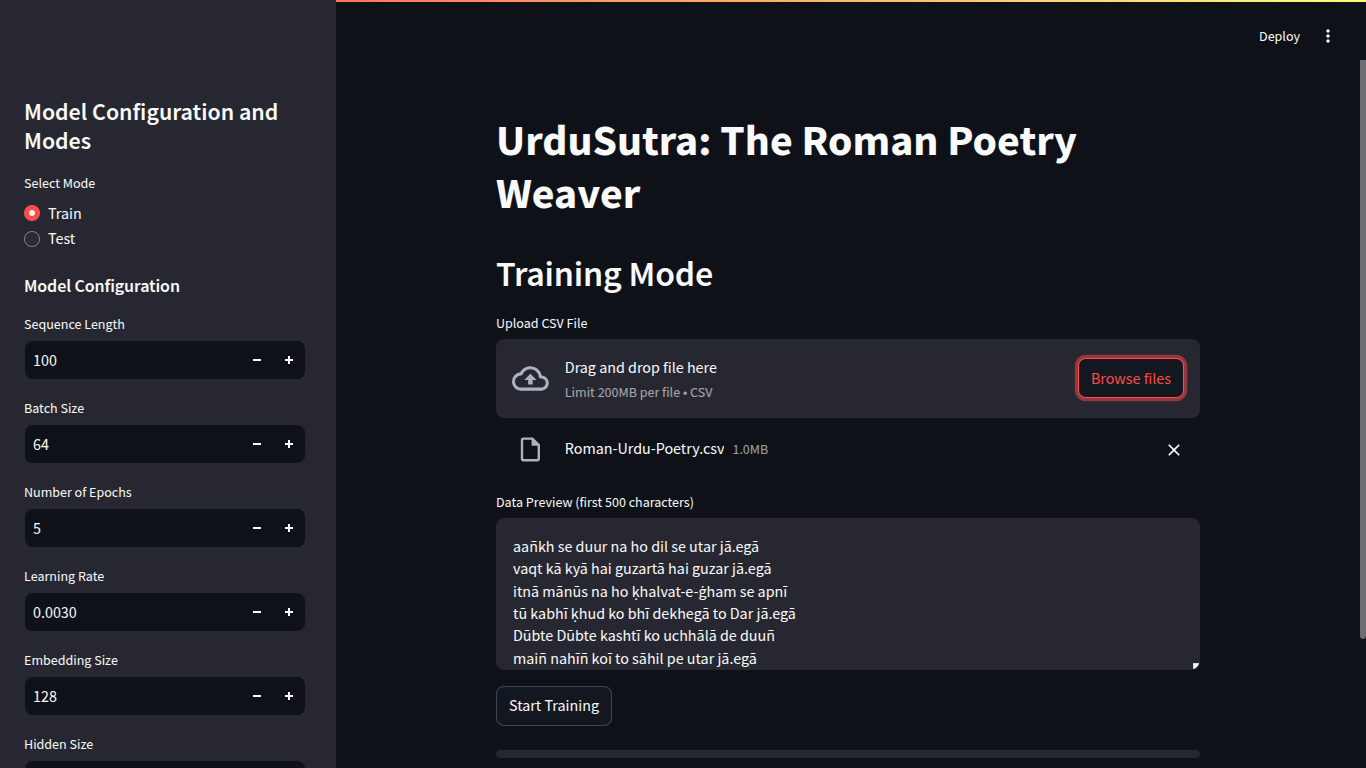 Deploy
Model Configuration and
Modes
Select Mode
Train
Test
Model Configuration
Sequence Length
100
Batch Size
64
Number of Epochs
5
Learning Rate
0.0030
Embedding Size
128
Hidden Size
UrduSutra: The Roman Poetry
Weaver
Training Mode
Upload CSV File
Drag and drop file here
Limit 200MB per file • CSV
Browse files
Roman-Urdu-Poetry.csv 1.0MB
Data Preview (first 500 characters)
aañkh se duur na ho dil se utar jā.egā
vaqt kā kyā hai guzartā hai guzar jā.egā
itnā mānūs na ho ḳhalvat-e-ġham se apnī
tū kabhī ḳhud ko bhī dekhegā to Dar jā.egā
Dūbte Dūbte kashtī ko uchhālā de duuñ
maiñ nahīñ koī to sāhil pe utar jā.egā
Start Training